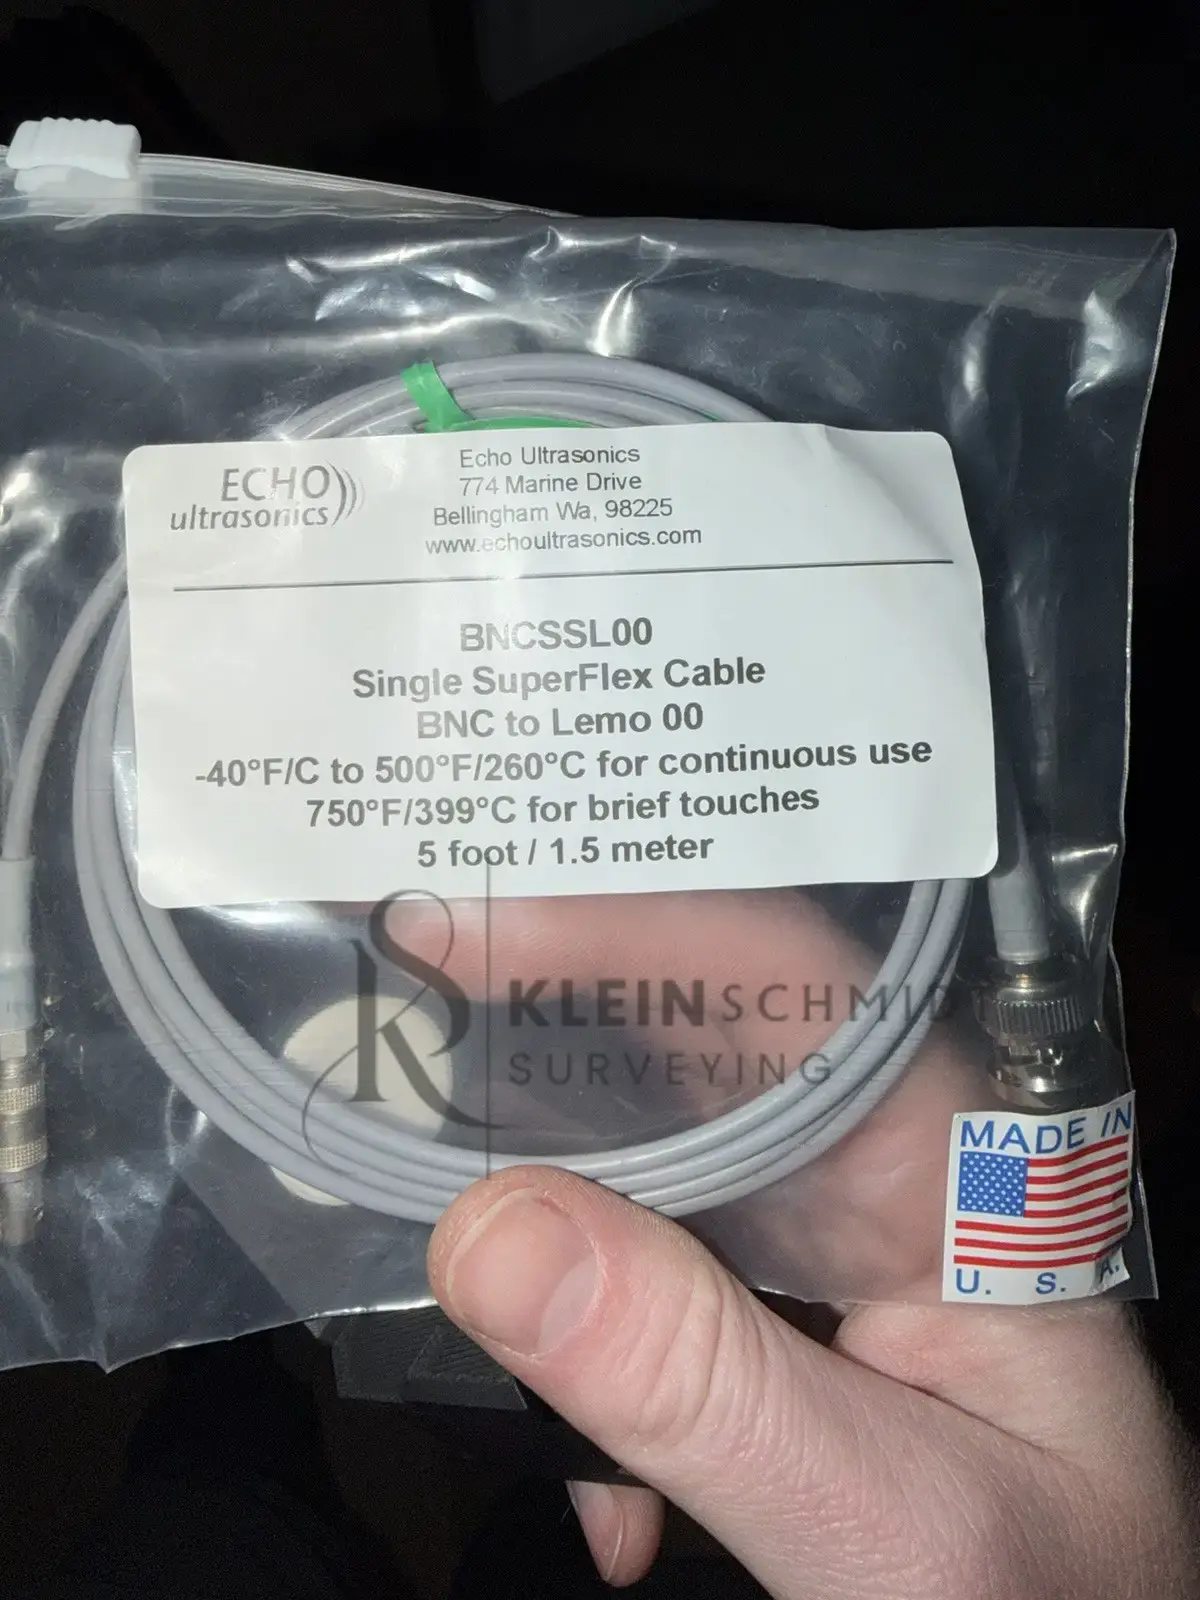 ECHO
ultrasonics
Echo Ultrasonics
774 Marine Drive
Bellingham Wa, 98225
www.echoultrasonics.com
BNCSSL00
Single SuperFlex Cable
BNC to Lemo 00
-40°F/C to 500°F/260°C for continuous use
750°F/399°C for brief touches
5 foot / 1.5 meter
KS
KLEINSCHMIDT
SURVEYING
MADE IN
U. S. A.